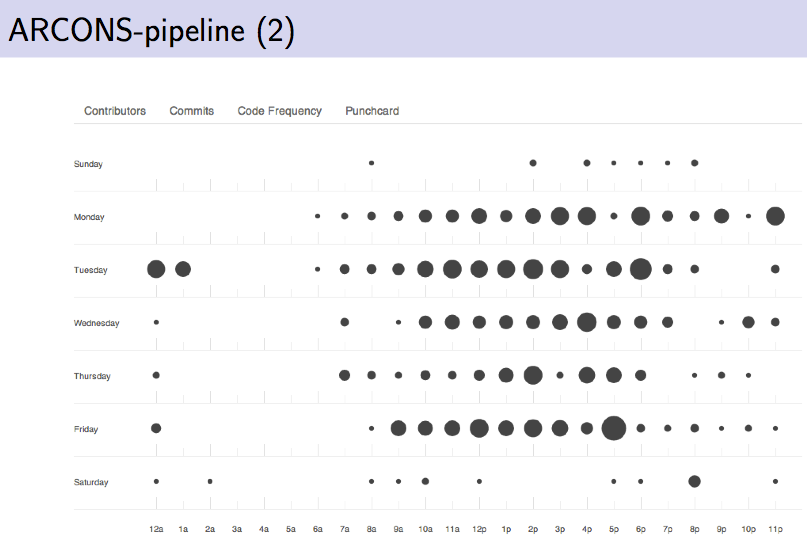 ARCONS-pipeline (2)
Contributors Commits Code Frequency Punchcard
Sunday
Monday
Tuesday
Wednesday
Thursday
Friday
Saturday
12a 1a 2a 3a 4a 5a 6a 7a 8a 9a 10a 11a 12p 1p 2p 3p 4p 5p 6p 7p 8p 9p 10p 11p